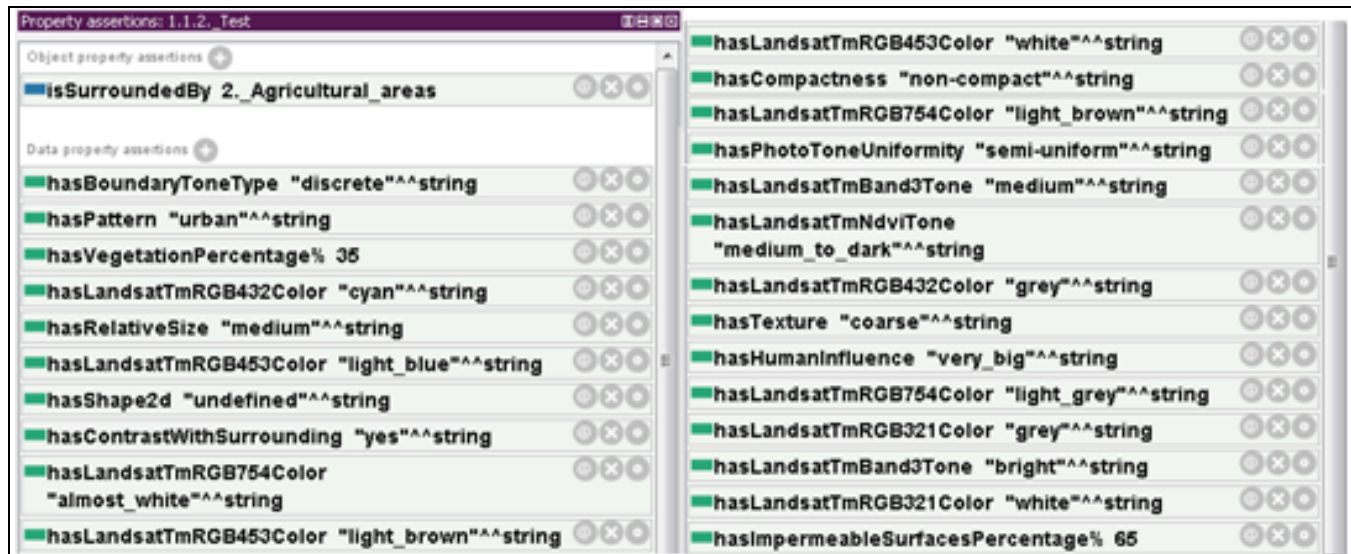 Property assertions: 1.1.2._Test
Object property assertions
isSurroundedBy 2._Agricultural_areas
Data property assertions
hasBoundaryToneType "discrete"^^string
hasPattern "urban"^^string
hasVegetationPercentage% 35
hasLandsatTmRGB432Color "cyan"^^string
hasRelativeSize "medium"^^string
hasLandsatTmRGB453Color "light_blue"^^string
hasShape2d "undefined"^^string
hasContrastWithSurrounding "yes"^^string
hasLandsatTmRGB754Color
"almost_white"^^string
hasLandsatTmRGB453Color "light_brown"^^string
hasLandsatTmRGB453Color "white"^^string
hasCompactness "non-compact"^^string
hasLandsatTmRGB754Color "light_brown"^^string
hasPhotoToneUniformity "semi-uniform"^^string
hasLandsatTmBand3Tone "medium"^^string
hasLandsatTmNdviTone
"medium_to_dark"^^string
hasLandsatTmRGB432Color "grey"^^string
hasTexture "coarse"^^string
hasHumanInfluence "very_big"^^string
hasLandsatTmRGB754Color "light_grey"^^string
hasLandsatTmRGB321Color "grey"^^string
hasLandsatTmBand3Tone "bright"^^string
hasLandsatTmRGB321Color "white"^^string
hasImpermeableSurfacesPercentage% 65